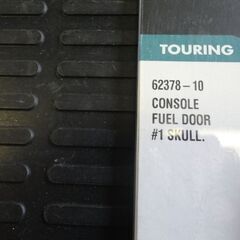 TOURING
62378-10
CONSOLE
FUEL DOOR
#1 SKULL.